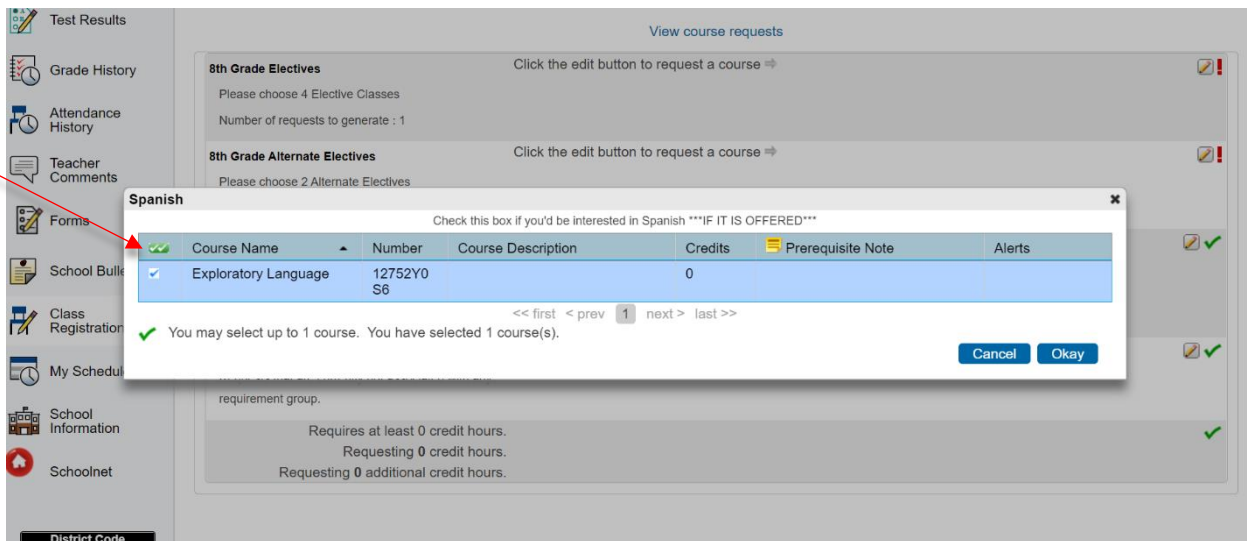 Test Results
Grade History
Attendance
History
Teacher
Comments
Forms
School Bulle
Class
Registration
My Schedul
School
Information
Schoolnet
District Code
View course requests
8th Grade Electives
Click the edit button to request a course
Please choose 4 Elective Classes
Number of requests to generate : 1
8th Grade Alternate Electives
Click the edit button to request a course
Please choose 2 Alternate Electives
Spanish
Check this box if you'd be interested in Spanish ***IF IT IS OFFERED***
Course Name Number Course Description Credits Prerequisite Note Alerts
Exploratory Language 12752Y0 0
S6
<< first < prev 1 next > last >>
You may select up to 1 course. You have selected 1 course(s).
Cancel Okay
requirement group.
Requires at least 0 credit hours.
Requesting 0 credit hours.
Requesting 0 additional credit hours.